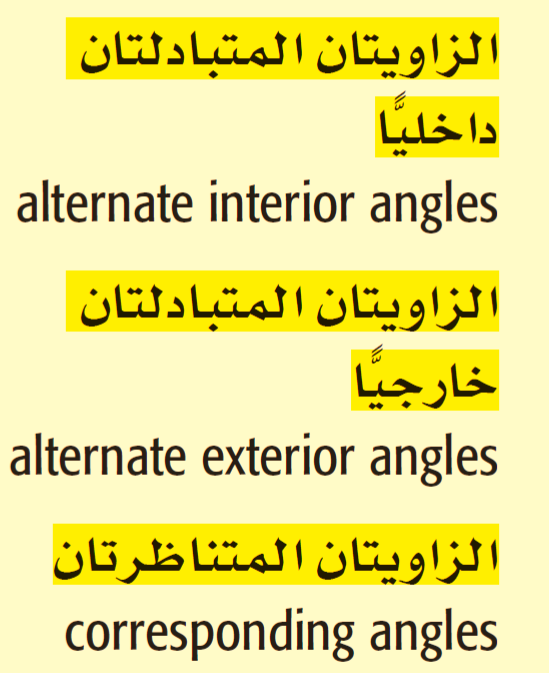 الزاويتان المتبادلتان
داخليًّا
alternate interior angles
الزاويتان المتبادلتان
خارجيًّا
alternate exterior angles
الزاويتان المتناظرتان
corresponding angles